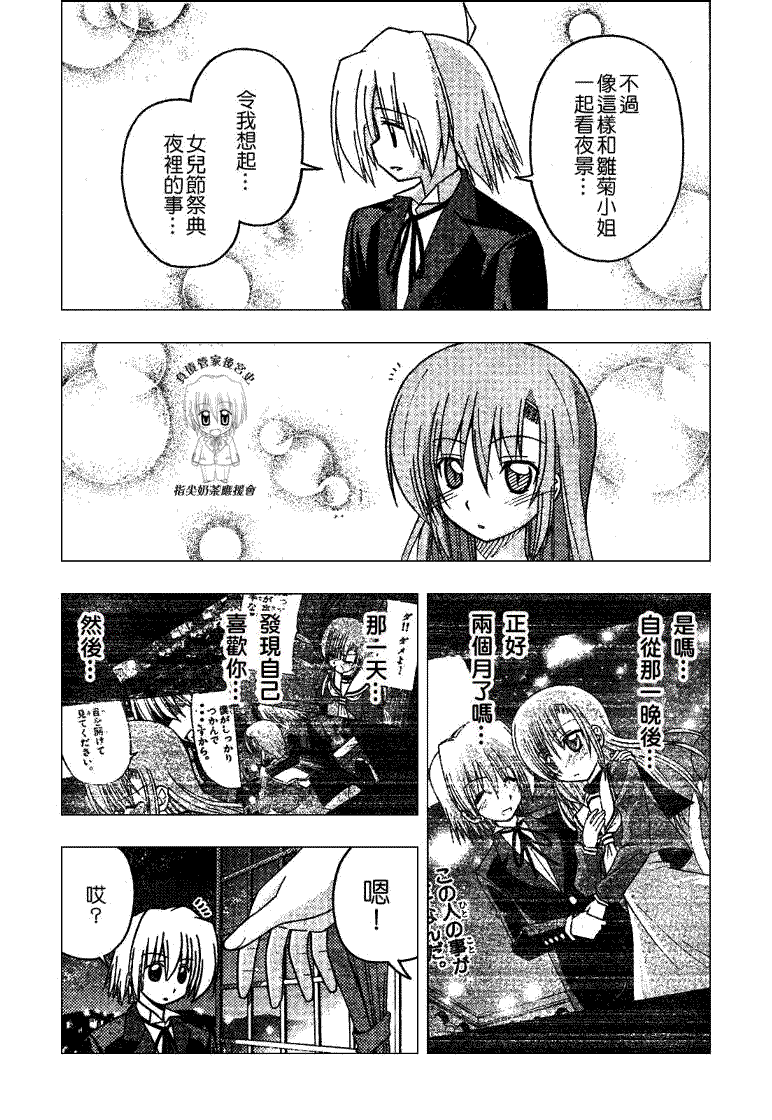 不過
像這樣和雛菊小姐
一起看夜景…
令我想起…
女兒節祭典
夜裡的事…
負債管家後宮史
指尖奶茶應援會
是嗎…
自從那一晚後…
正好
兩個月了嗎…
この人の事が
ひと
こと
那一天…
發現自己
喜歡你…
然後…
ダ!!ダメよ!
僕がしっかり
つかんで
…ますから。
目を開けて
見てください。
嗯!
哎?